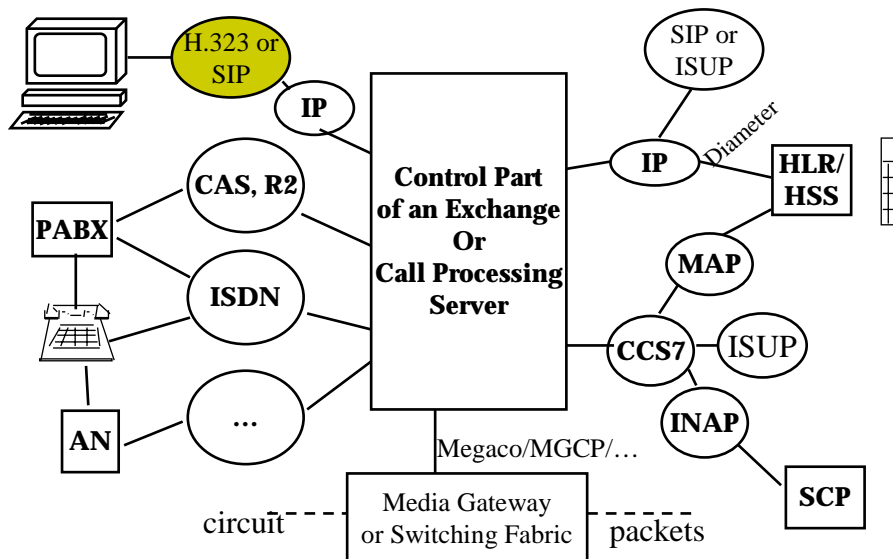 H.323 or
SIP
IP
SIP or
ISUP
CAS, R2
PABX
ISDN
AN
...
Control Part
of an Exchange
Or
Call Processing
Server
IP
Diameter
HLR/
HSS
MAP
CCS7
ISUP
INAP
SCP
Megaco/MGCP/…
Media Gateway
or Switching Fabric
circuit
packets